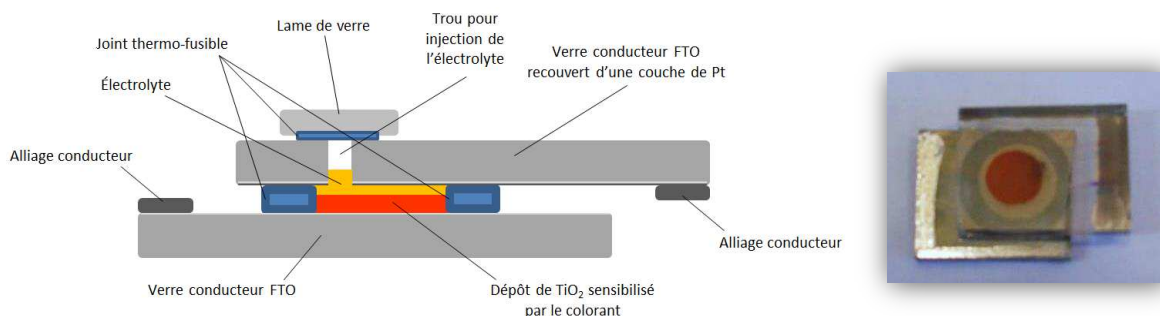 Lame de verre
Trou pour
injection de
l'électrolyte
Joint thermo-fusible
Verre conducteur FTO
recouvert d'une couche de Pt
Électrolyte
Alliage conducteur
Alliage conducteur
Verre conducteur FTO
Dépôt de TiO₂ sensibilisé
par le colorant